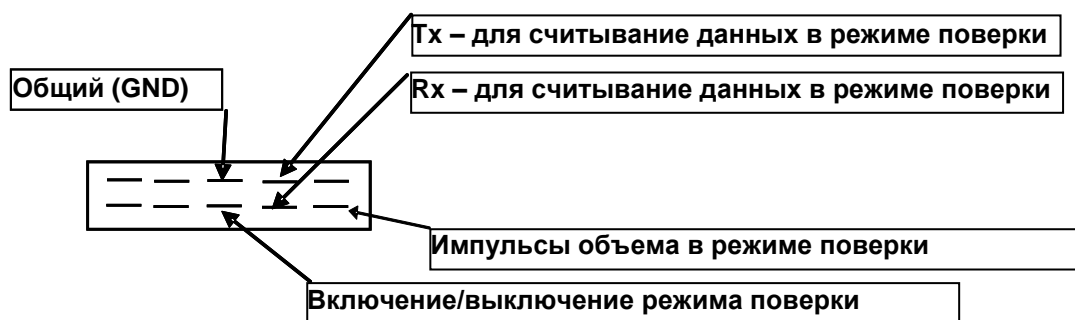 Tx – для считывание данных в режиме поверки
Общий (GND)
Rx – для считывание данных в режиме поверки
Импульсы объема в режиме поверки
Включение/выключение режима поверки